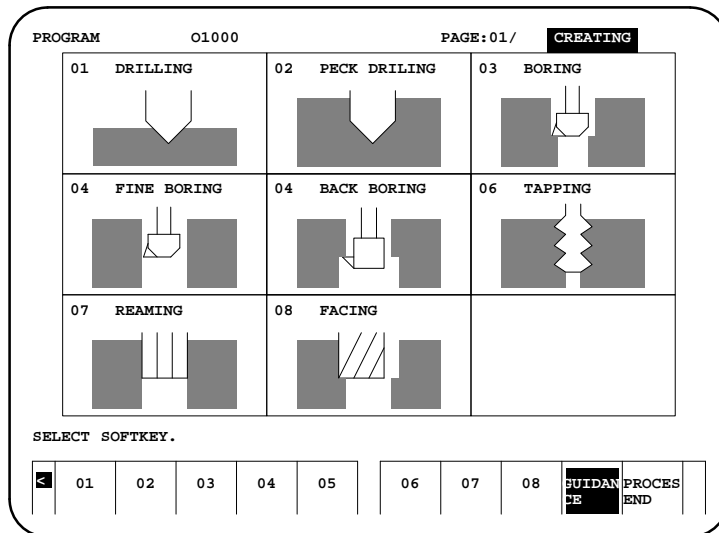 PROGRAM O1000 PAGE:01/ CREATING
01 DRILLING 02 PECK DRILING 03 BORING
04 FINE BORING 04 BACK BORING 06 TAPPING
07 REAMING 08 FACING
SELECT SOFTKEY.
< 01 02 03 04 05 06 07 08 GUIDAN PROCES
CE END